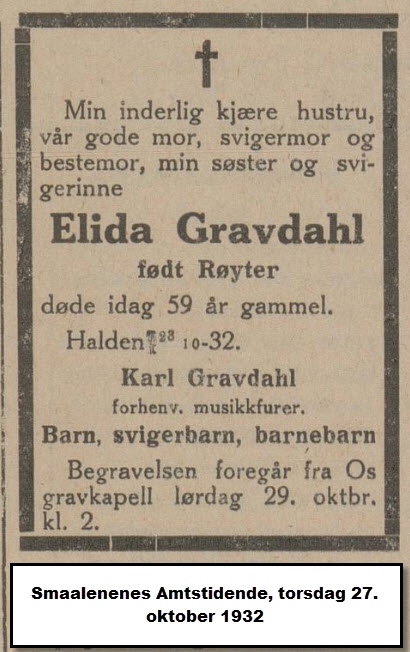 Min inderlig kjære hustru,
vår gode mor, svigermor og
bestemor, min søster og svi-
gerinne
Elida Gravdahl
født Røyter
døde idag 59 år gammel.
Halden 23 10-32.
Karl Gravdahl
forhenv. musikkfurer.
Barn, svigerbarn, barnebarn
Begravelsen foregår fra Os
gravkapell lørdag 29. oktbr.
kl. 2.
Smaalenenes Amtstidende, torsdag 27.
oktober 1932